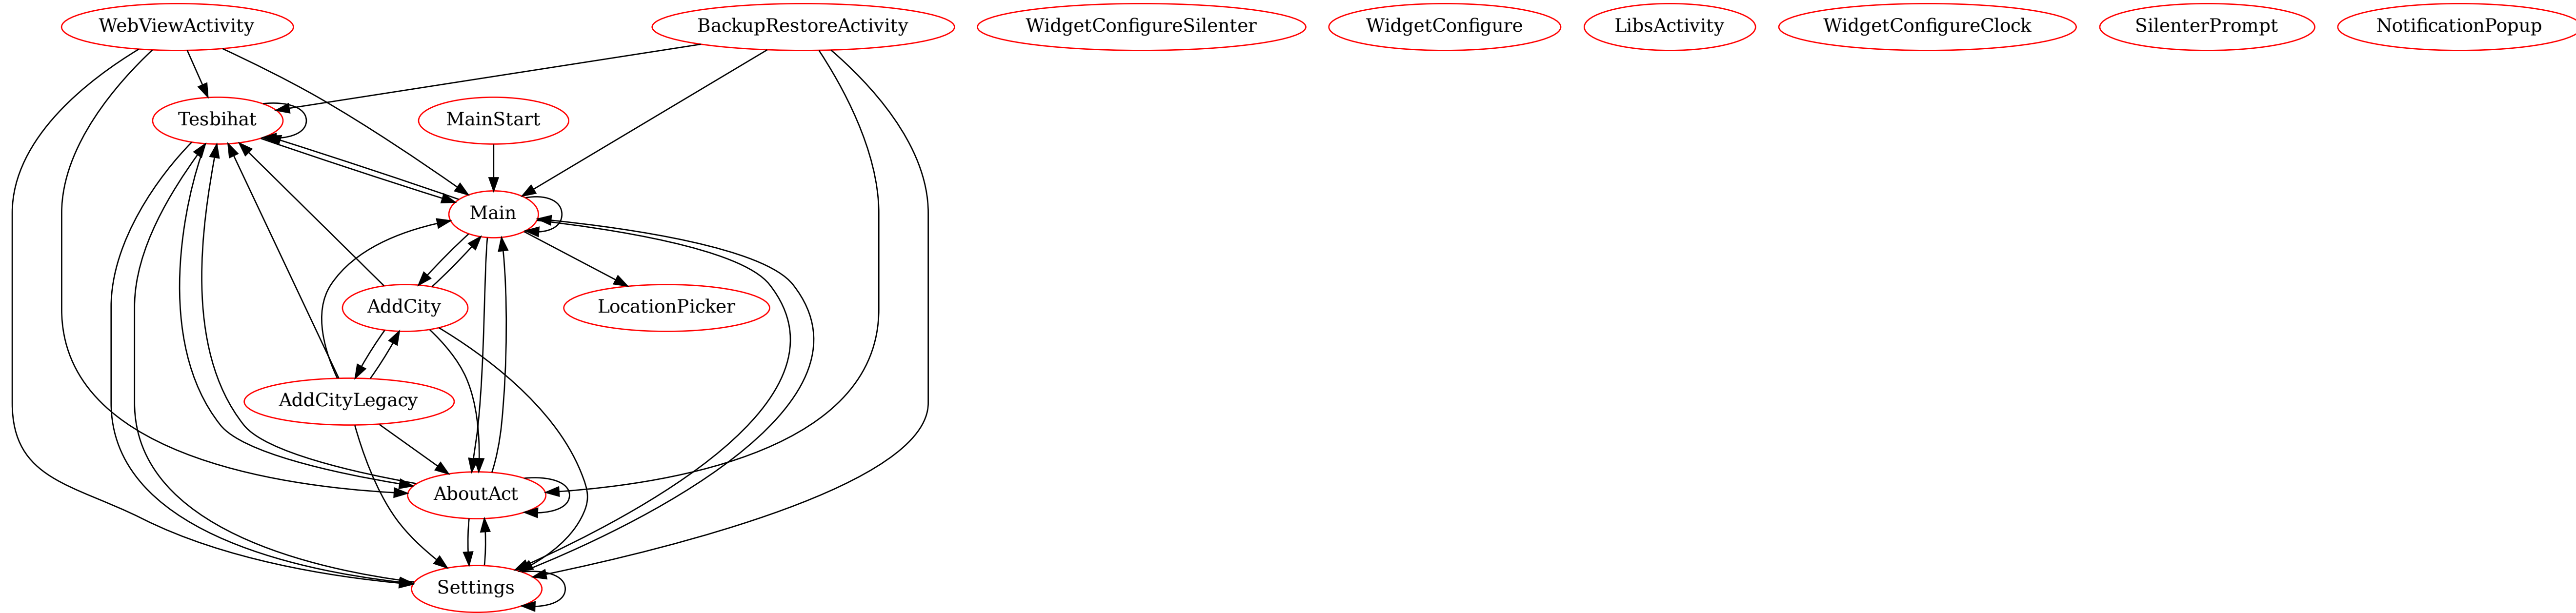 WebViewActivity
BackupRestoreActivity
WidgetConfigureSilenter
WidgetConfigure
LibsActivity
WidgetConfigureClock
SilenterPrompt
NotificationPopup
Tesbihat
MainStart
Main
AddCity
LocationPicker
AddCityLegacy
AboutAct
Settings